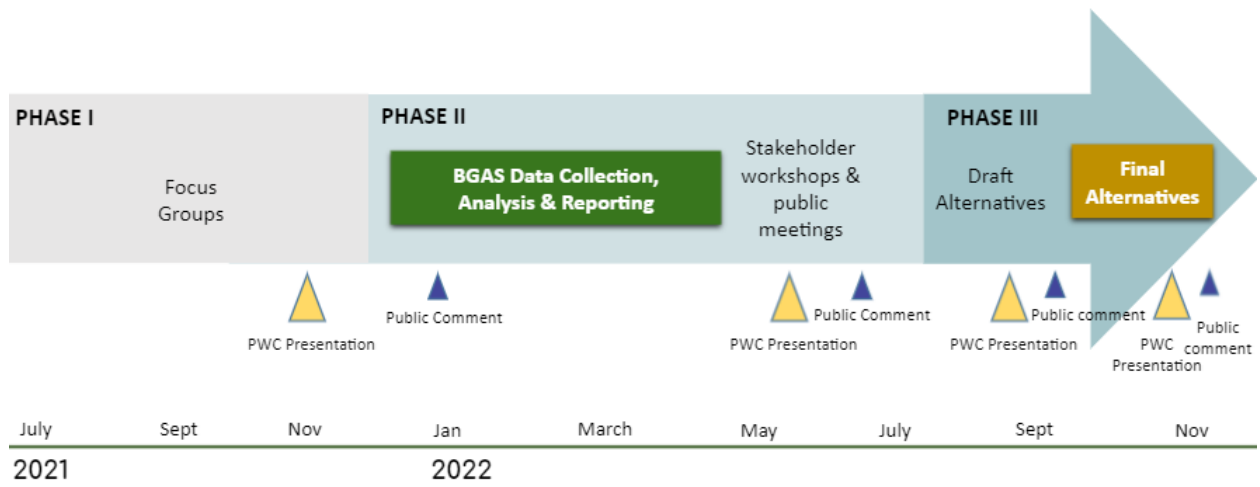 PHASE I
Focus
Groups
PHASE II
BGAS Data Collection,
Analysis & Reporting
Stakeholder
workshops &
public
meetings
PHASE III
Draft
Alternatives
Final
Alternatives
PWC Presentation
Public Comment
PWC Presentation
Public Comment
PWC Presentation
Public comment
PWC
Presentation
Public
comment
July
Sept
Nov
Jan
March
May
July
Sept
Nov
2021
2022